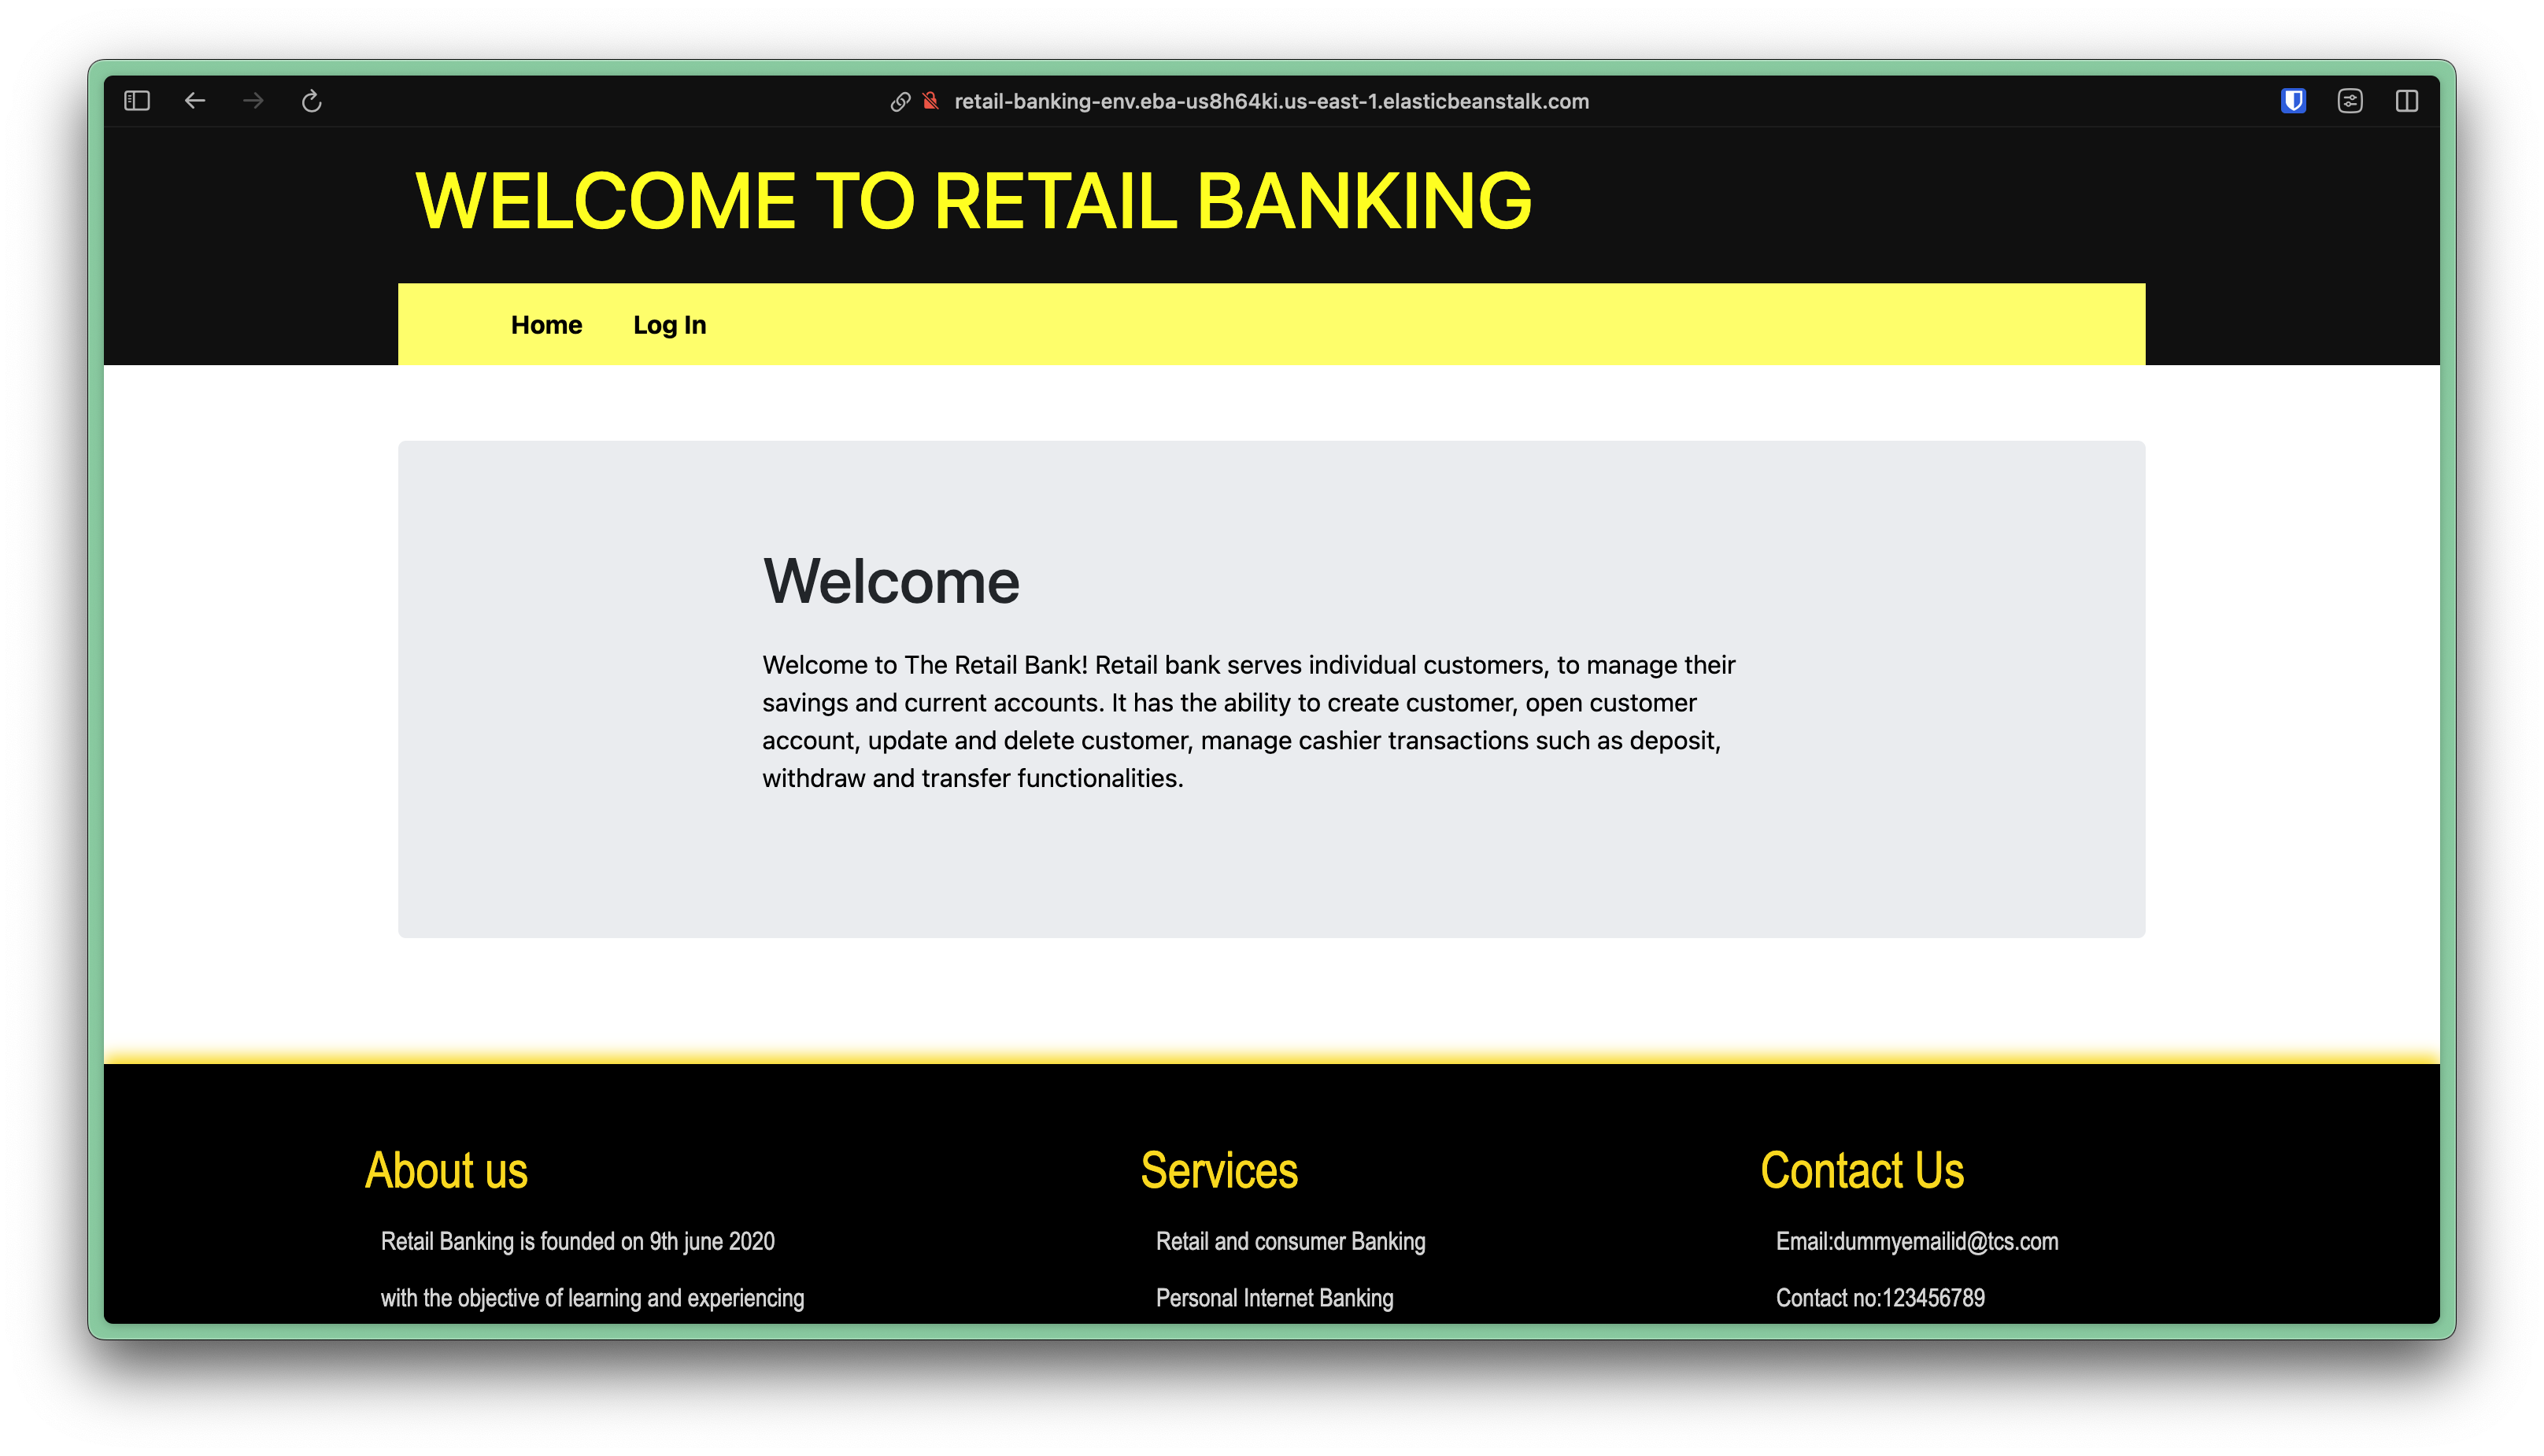 retail-banking-env.eba-us8h64ki.us-east-1.elasticbeanstalk.com
WELCOME TO RETAIL BANKING
Home Log In
Welcome
Welcome to The Retail Bank! Retail bank serves individual customers, to manage their
savings and current accounts. It has the ability to create customer, open customer
account, update and delete customer, manage cashier transactions such as deposit,
withdraw and transfer functionalities.
About us
Retail Banking is founded on 9th june 2020
with the objective of learning and experiencing
Services
Retail and consumer Banking
Personal Internet Banking
Contact Us
Email:dummyemailid@tcs.com
Contact no:123456789